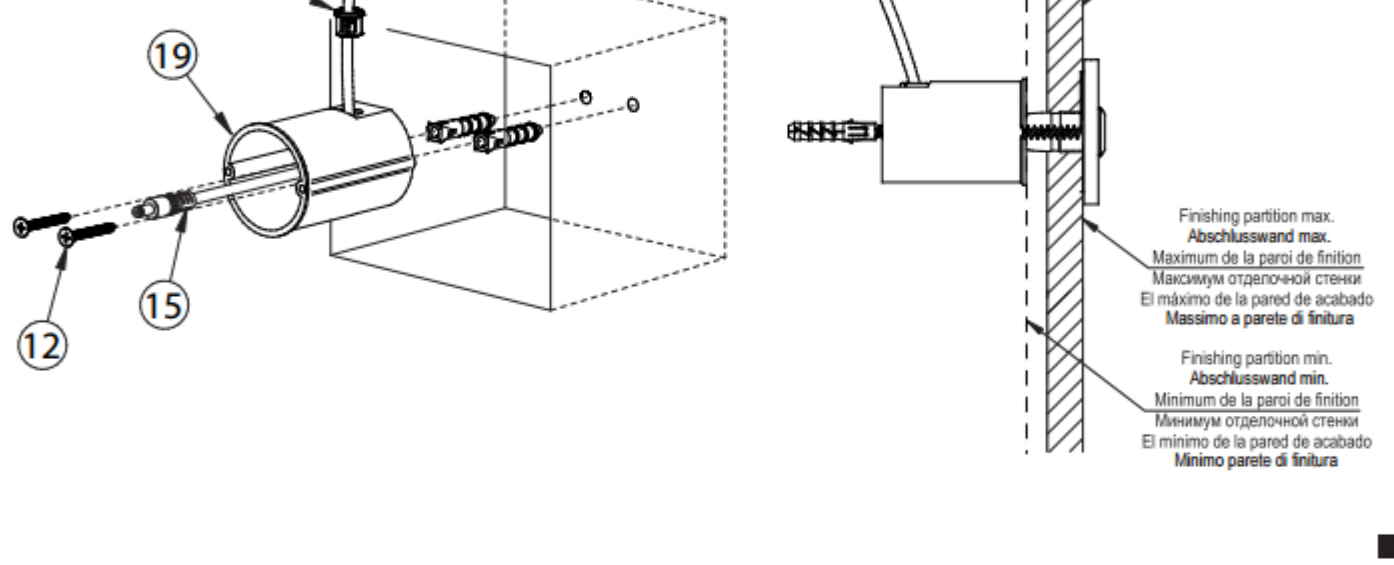 19
15
12
Finishing partition max.
Abschlusswand max.
Maximum de la paroi de finition
Максимум отделочной стенки
El máximo de la pared de acabado
Massimo a parete di finitura
Finishing partition min.
Abschlusswand min.
Minimum de la paroi de finition
Минимум отделочной стенки
El mínimo de la pared de acabado
Minimo parete di finitura